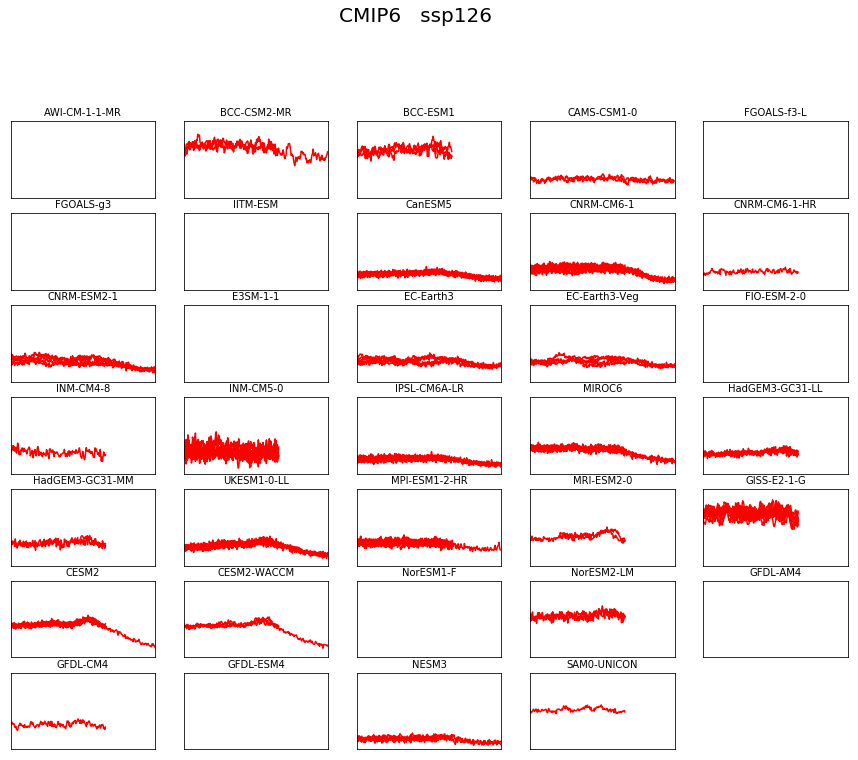 CMIP6 ssp126
AWI-CM-1-1-MR BCC-CSM2-MR BCC-ESM1 CAMS-CSM1-0 FGOALS-f3-L
FGOALS-g3 IITM-ESM CanESM5 CNRM-CM6-1 CNRM-CM6-1-HR
CNRM-ESM2-1 E3SM-1-1 EC-Earth3 EC-Earth3-Veg FIO-ESM-2-0
INM-CM4-8 INM-CM5-0 IPSL-CM6A-LR MIROC6 HadGEM3-GC31-LL
HadGEM3-GC31-MM UKESM1-0-LL MPI-ESM1-2-HR MRI-ESM2-0 GISS-E2-1-G
CESM2 CESM2-WACCM NorESM1-F NorESM2-LM GFDL-AM4
GFDL-CM4 GFDL-ESM4 NESM3 SAM0-UNICON